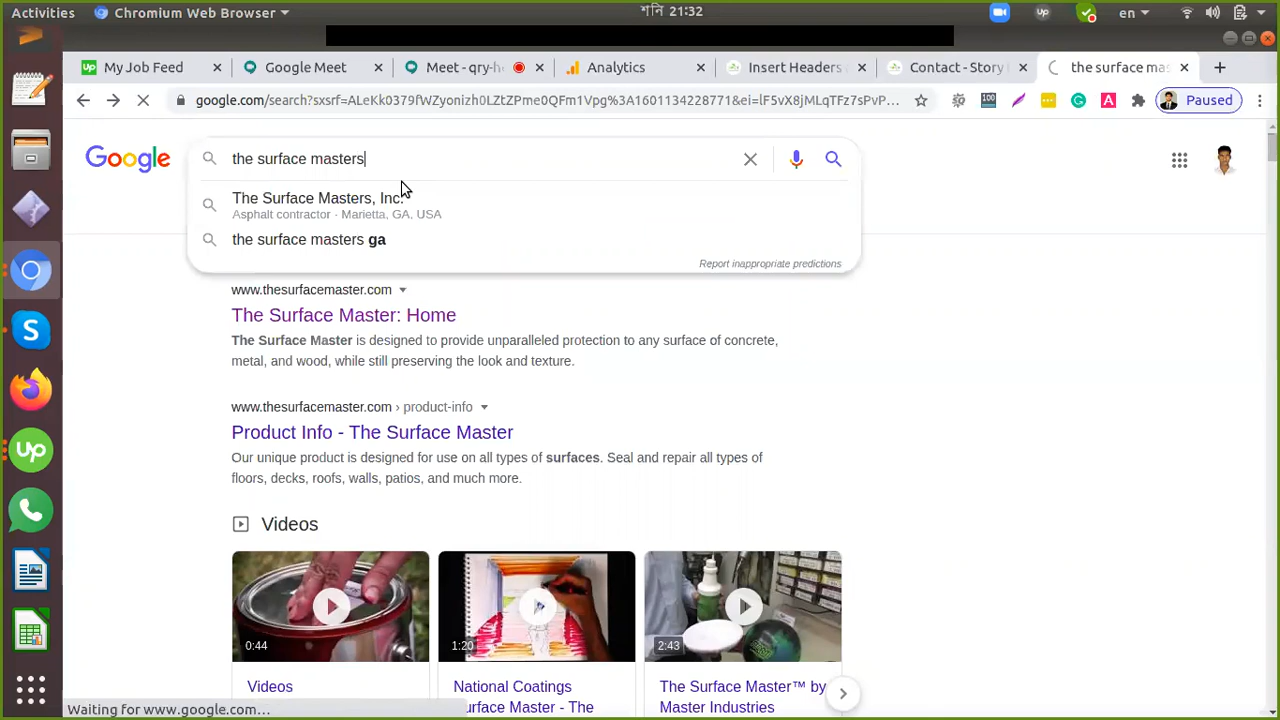 Activities Chromium Web Browser শনি 21:32 up en
up My Job Feed Google Meet Meet - qry-h Analytics Insert Headers Contact - Story the surface mas
google.com/search?sxsrf=ALeKk0379fWZyonizh0LZtZPme0QFm1Vpg%3A1601134228771&ei=lF5vX8jMLqTFz7sPvP... 100 A Paused
Google the surface masters
The Surface Masters, Inc.
Asphalt contractor · Marietta, GA, USA
the surface masters ga
Report inappropriate predictions
www.thesurfacemaster.com
The Surface Master: Home
The Surface Master is designed to provide unparalleled protection to any surface of concrete,
metal, and wood, while still preserving the look and texture.
www.thesurfacemaster.com › product-info
Product Info - The Surface Master
Our unique product is designed for use on all types of surfaces. Seal and repair all types of
floors, decks, roofs, walls, patios, and much more.
Videos
0:44 1:20 2:43
Videos National Coatings The Surface Master™ by
Surface Master - The Master Industries
Waiting for www.google.com…